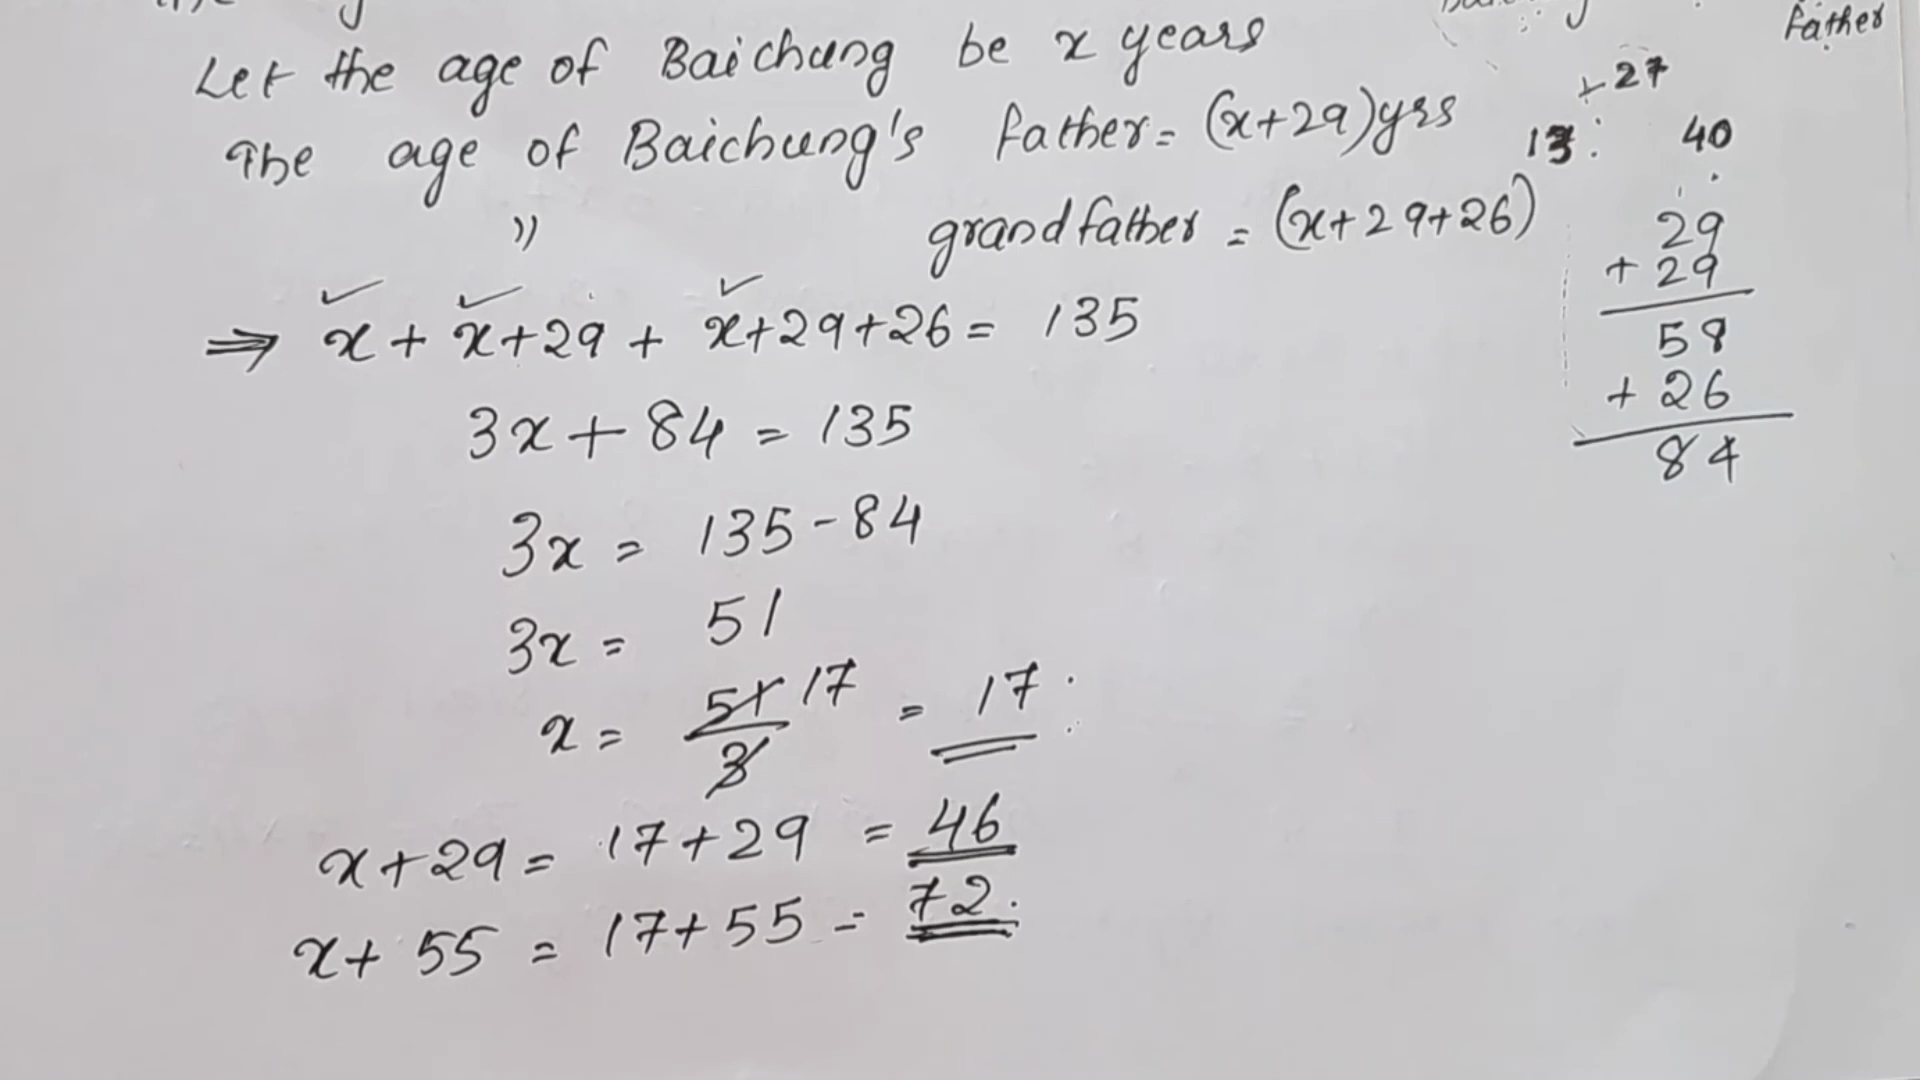 Let the age of Baichung be x years
The age of Baichung's father = (x+29)yrs
" grandfather = (x+29+26)
⇒ x + x+29 + x+29+26 = 135
3x + 84 = 135
3x = 135-84
3x = 51
x = 51/3 17 = 17
x+29 = 17+29 = 46
x+55 = 17+55 = 72.
father
+27
13: 40
29
+ 29
58
+ 26
84